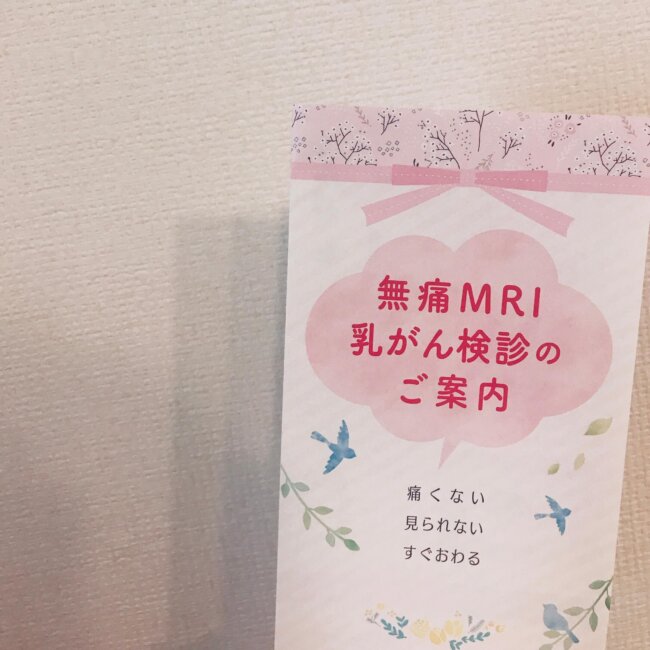 無痛MRI
乳がん検診の
ご案内
痛くない
見られない
すぐおわる